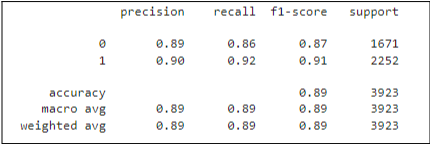 precision recall f1-score support
0 0.89 0.86 0.87 1671
1 0.90 0.92 0.91 2252
accuracy 0.89 3923
macro avg 0.89 0.89 0.89 3923
weighted avg 0.89 0.89 0.89 3923